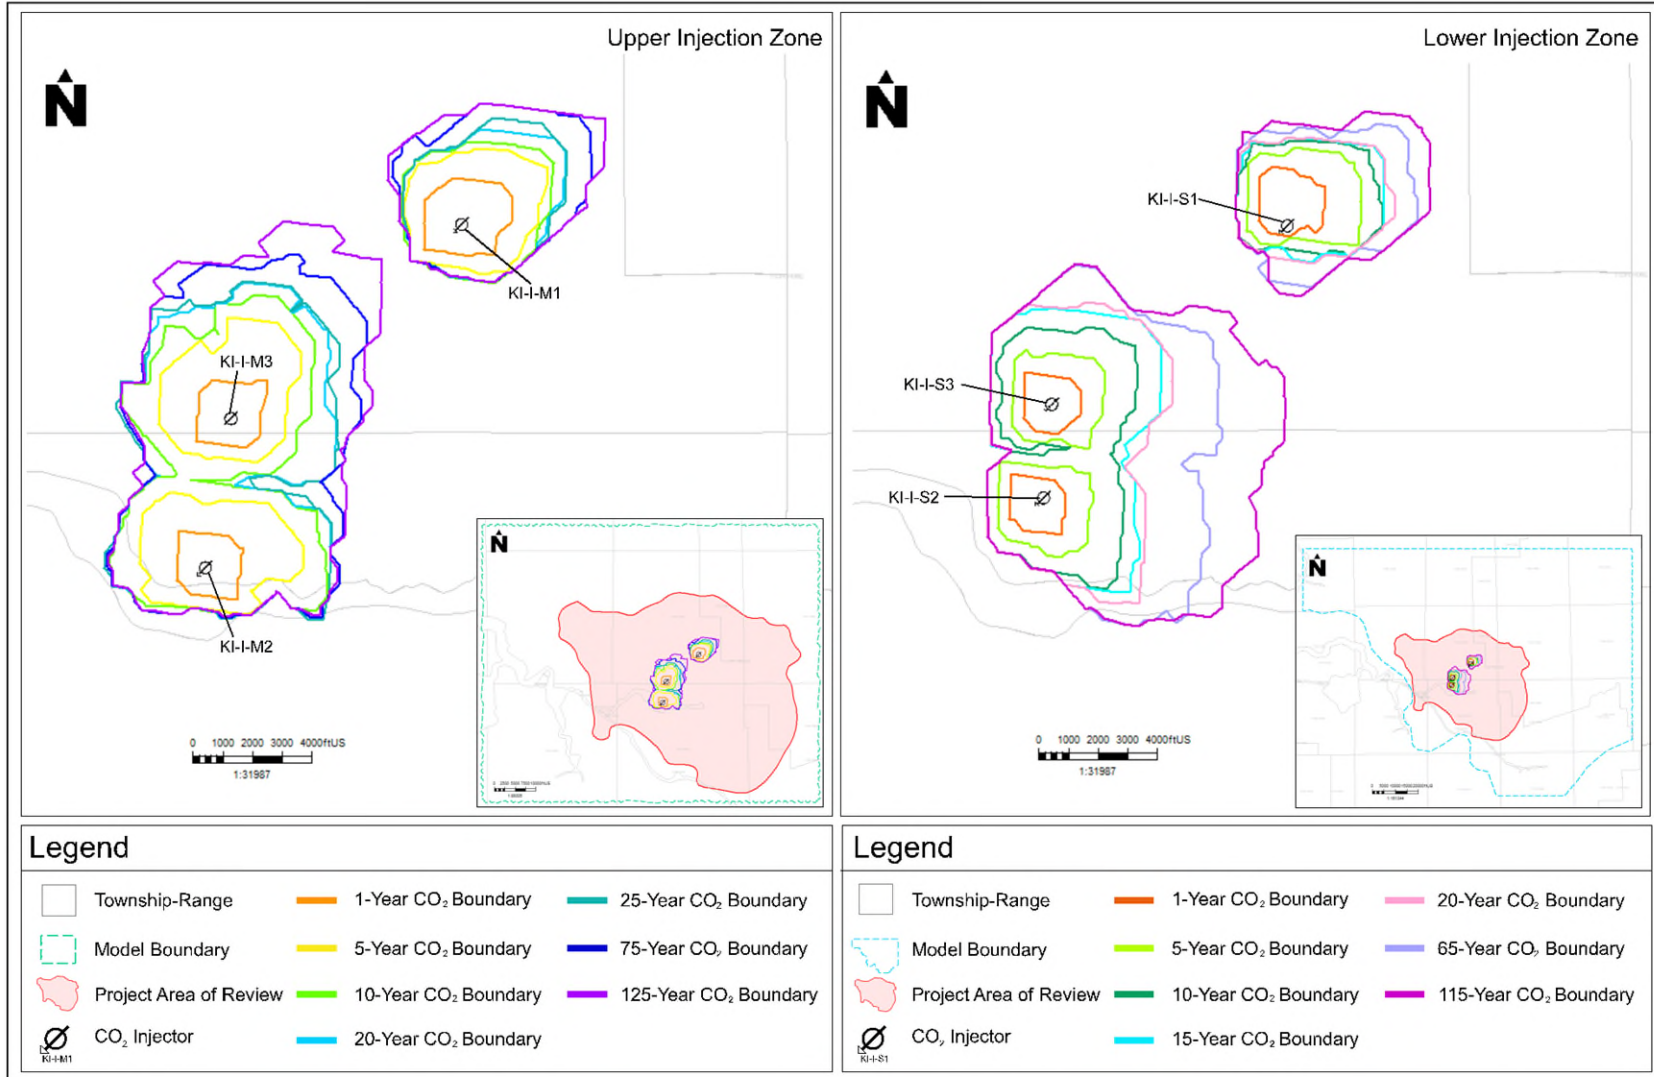 Upper Injection Zone
N
KI-I-M1
KI-I-M3
KI-I-M2
0 1000 2000 3000 4000ftUS
1:31987
N
Lower Injection Zone
N
KI-I-S1
KI-I-S3
KI-I-S2
0 1000 2000 3000 4000ftUS
1:31987
N
Legend
Township-Range
Model Boundary
Project Area of Review
CO₂ Injector
KI-I-M1
1-Year CO₂ Boundary
5-Year CO₂ Boundary
10-Year CO₂ Boundary
20-Year CO₂ Boundary
25-Year CO₂ Boundary
75-Year CO₂ Boundary
125-Year CO₂ Boundary
Legend
Township-Range
Model Boundary
Project Area of Review
CO₂ Injector
KI-I-S1
1-Year CO₂ Boundary
5-Year CO₂ Boundary
10-Year CO₂ Boundary
15-Year CO₂ Boundary
20-Year CO₂ Boundary
65-Year CO₂ Boundary
115-Year CO₂ Boundary